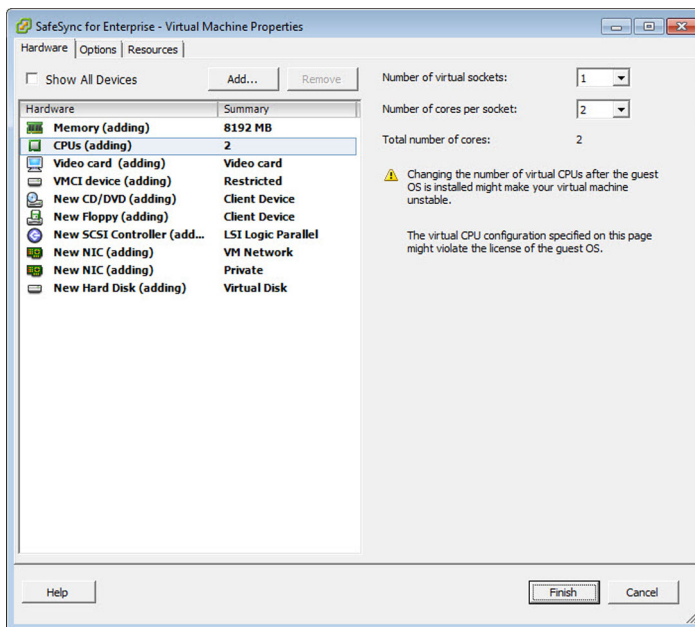 SafeSync for Enterprise - Virtual Machine Properties
Hardware Options Resources
Show All Devices Add... Remove
Hardware Summary
Memory (adding) 8192 MB
CPUs (adding) 2
Video card (adding) Video card
VMCI device (adding) Restricted
New CD/DVD (adding) Client Device
New Floppy (adding) Client Device
New SCSI Controller (add... LSI Logic Parallel
New NIC (adding) VM Network
New NIC (adding) Private
New Hard Disk (adding) Virtual Disk
Number of virtual sockets: 1
Number of cores per socket: 2
Total number of cores: 2
Changing the number of virtual CPUs after the guest
OS is installed might make your virtual machine
unstable.
The virtual CPU configuration specified on this page
might violate the license of the guest OS.
Help Finish Cancel